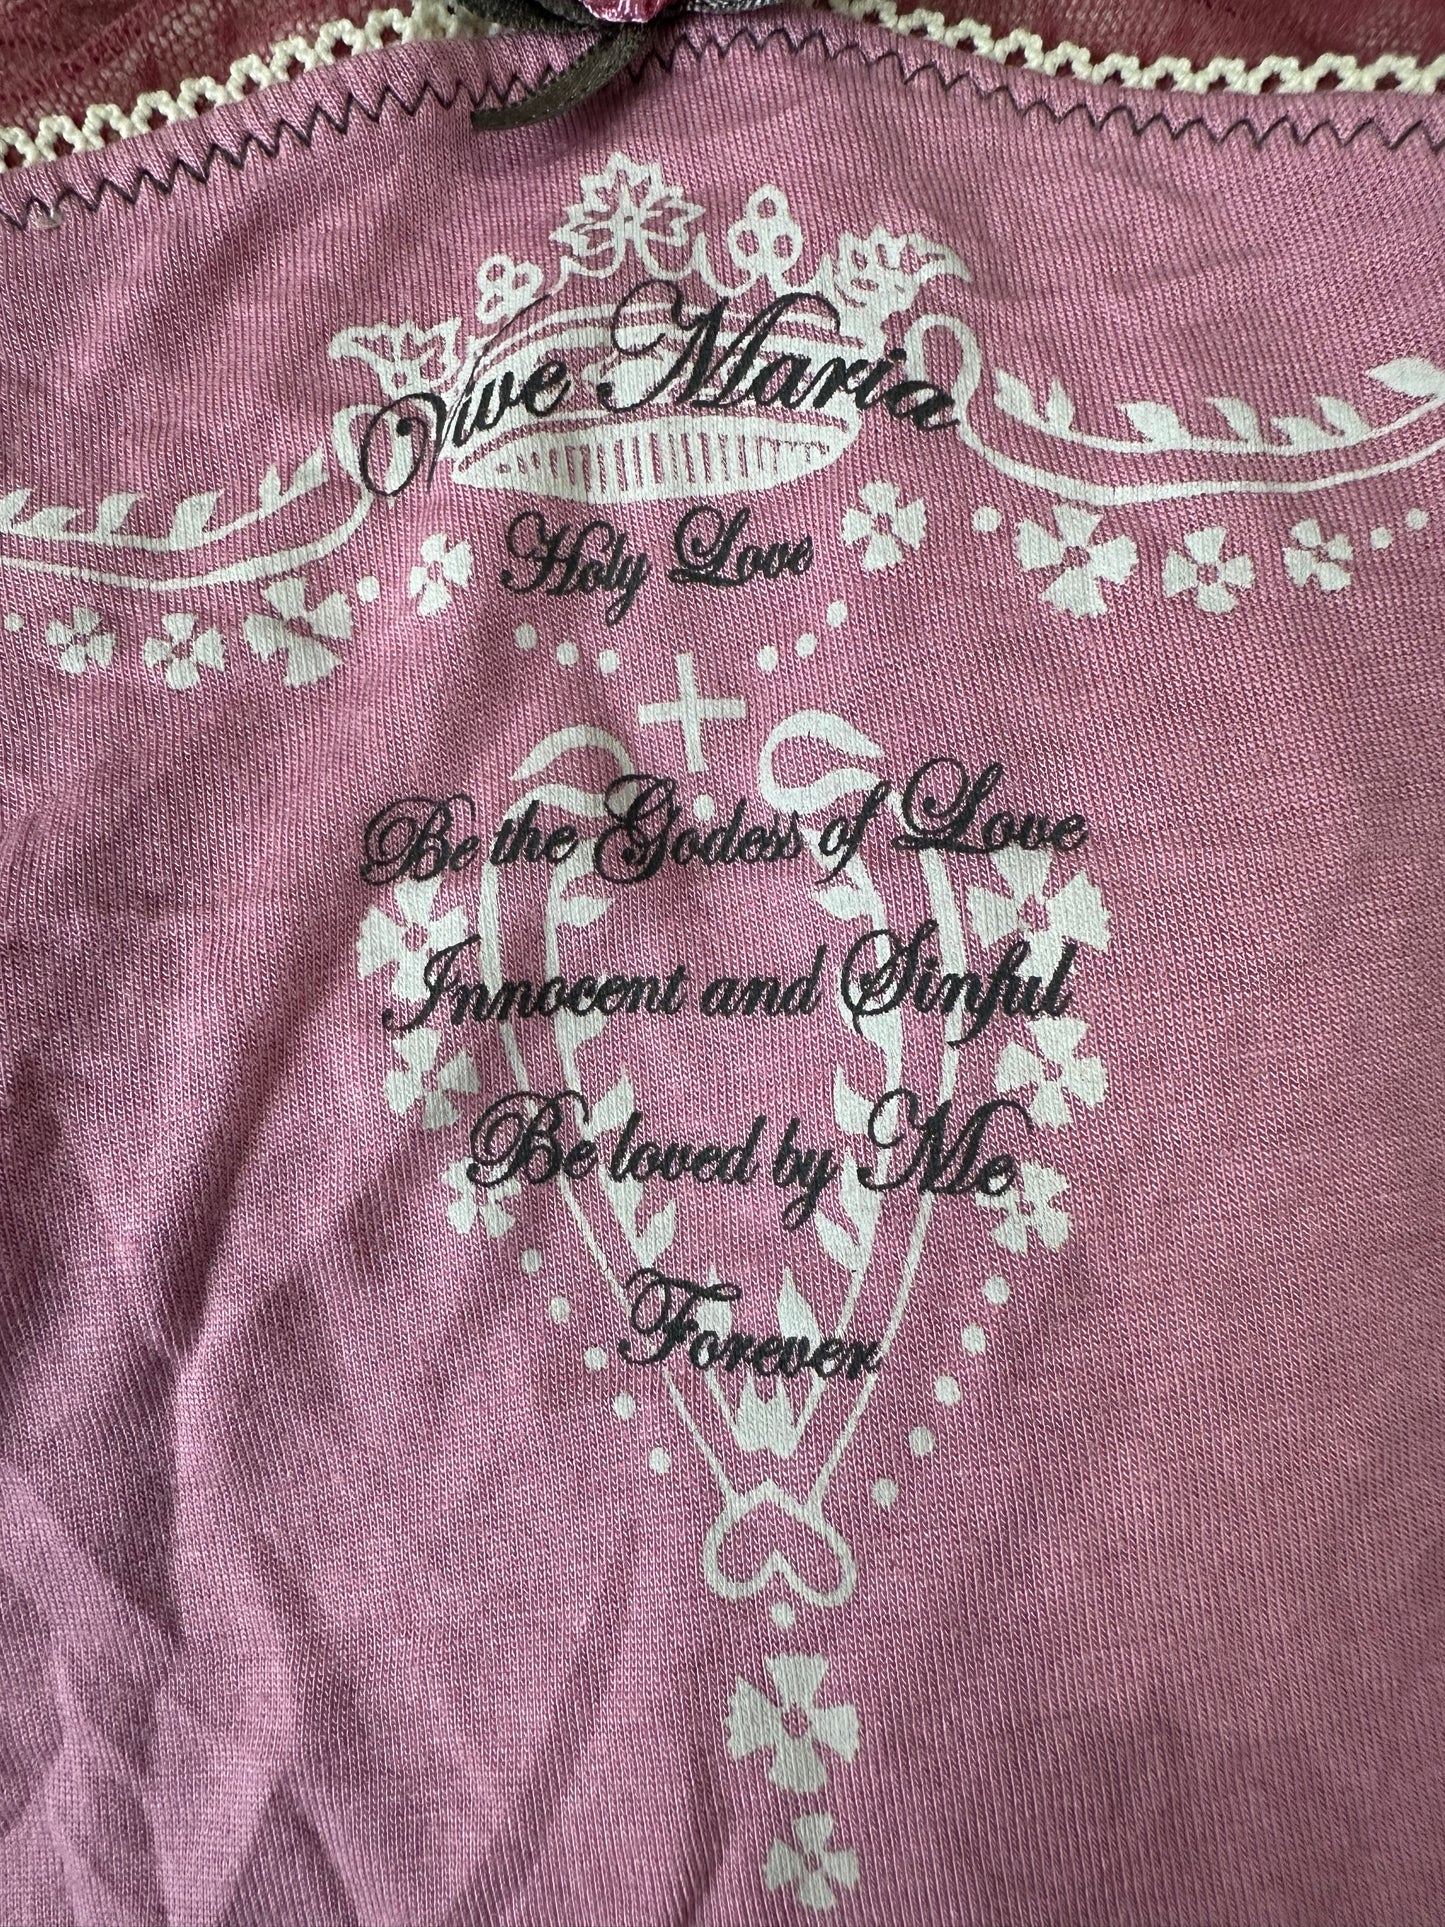 Vive Maria
Holy Love
Be the Godess of Love
Innocent and Sinful
Be loved by Me
Forever